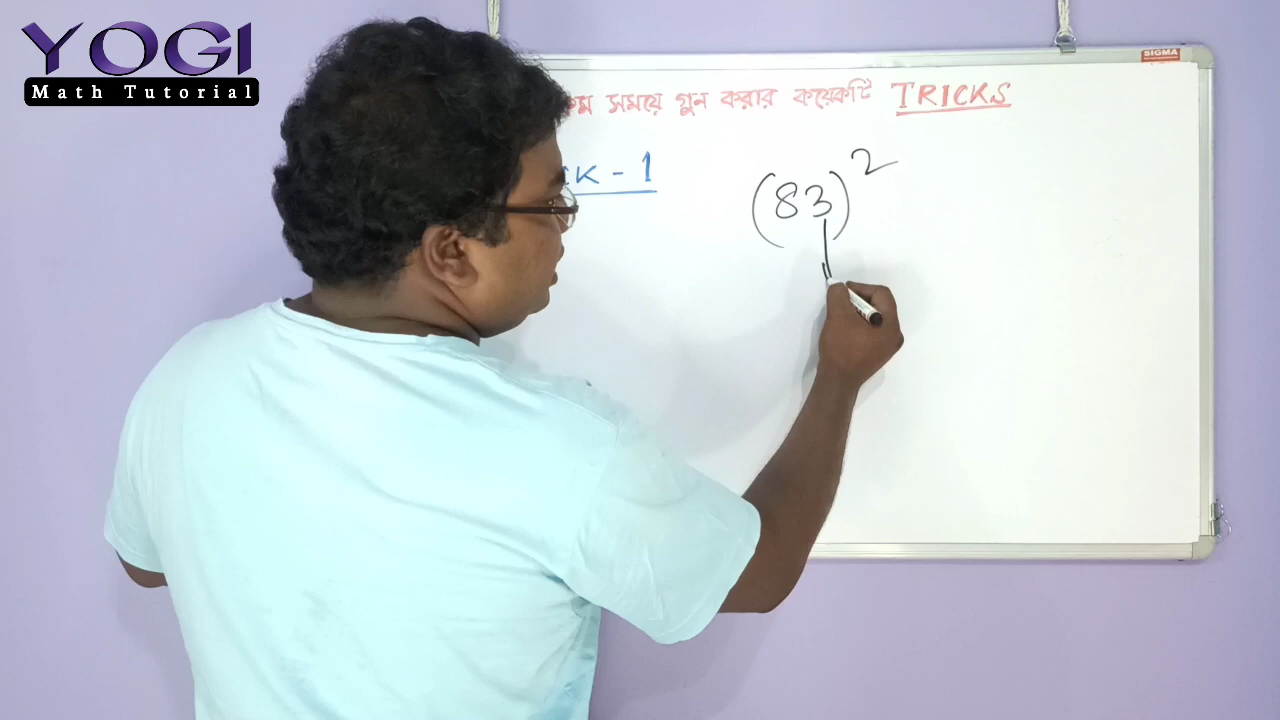 YOGI
Math Tutorial
SIGMA
সময়ে গুন করার কয়েকটি TRICKS
- 1
(83)²